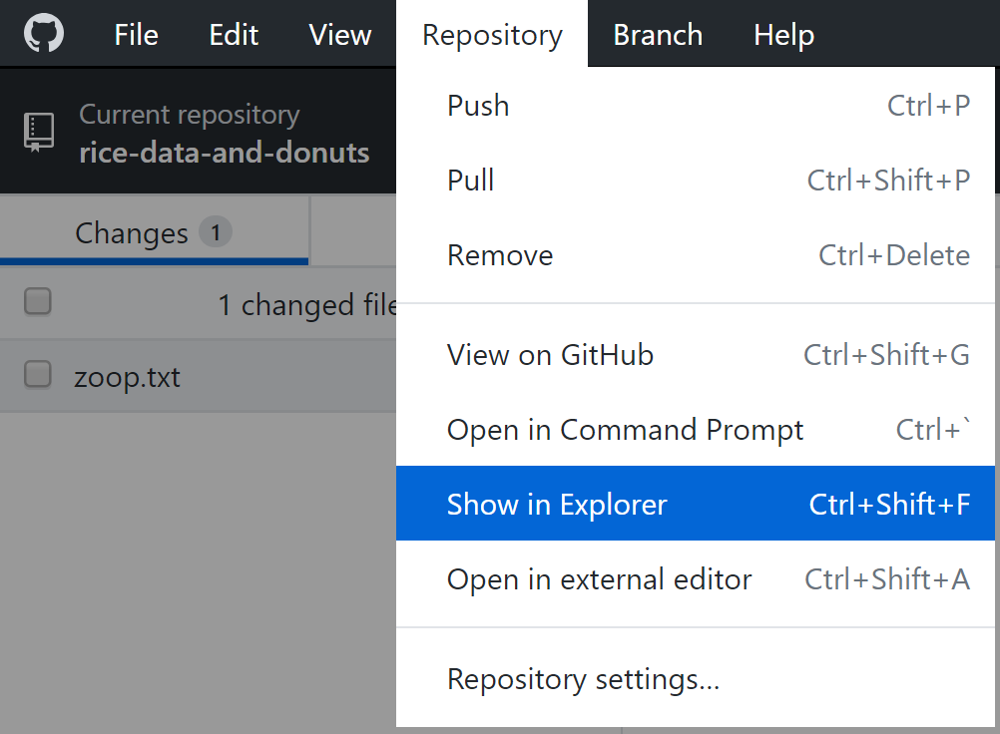 File Edit View Repository Branch Help
Current repository
rice-data-and-donuts
Changes 1
1 changed file
zoop.txt
Push Ctrl+P
Pull Ctrl+Shift+P
Remove Ctrl+Delete
View on GitHub Ctrl+Shift+G
Open in Command Prompt Ctrl+`
Show in Explorer Ctrl+Shift+F
Open in external editor Ctrl+Shift+A
Repository settings...